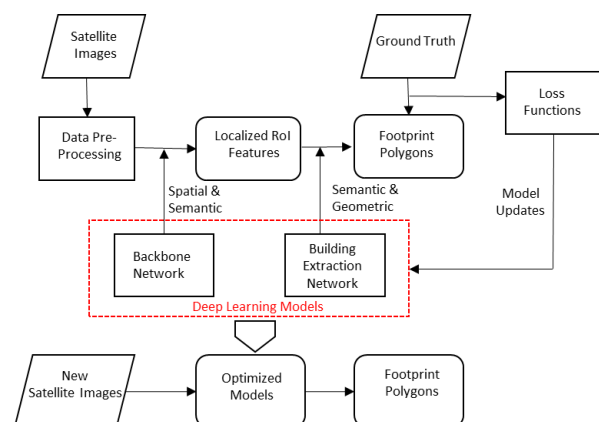 Satellite
Images
Ground Truth
Loss
Functions
Data Pre-
Processing
Localized RoI
Features
Footprint
Polygons
Spatial &
Semantic
Semantic &
Geometric
Model
Updates
Backbone
Network
Building
Extraction
Network
Deep Learning Models
New
Satellite Images
Optimized
Models
Footprint
Polygons